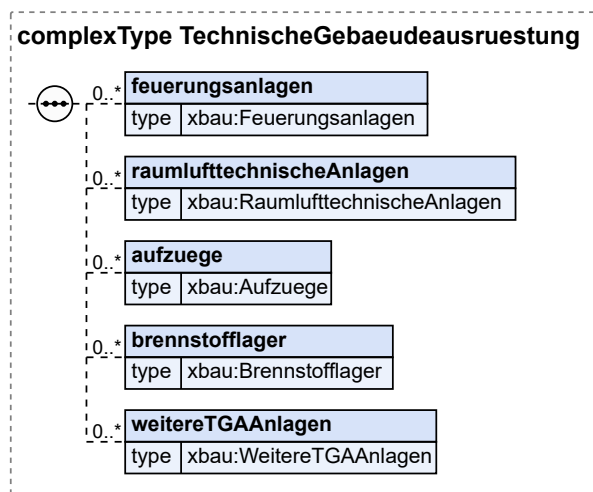 complexType TechnischeGebaeudeausruestung
0..* feuerungsanlagen
type xbau:Feuerungsanlagen
0..* raumlufttechnischeAnlagen
type xbau:RaumlufttechnischeAnlagen
0..* aufzuege
type xbau:Aufzuege
0..* brennstofflager
type xbau:Brennstofflager
0..* weitereTGAAnlagen
type xbau:WeitereTGAAnlagen